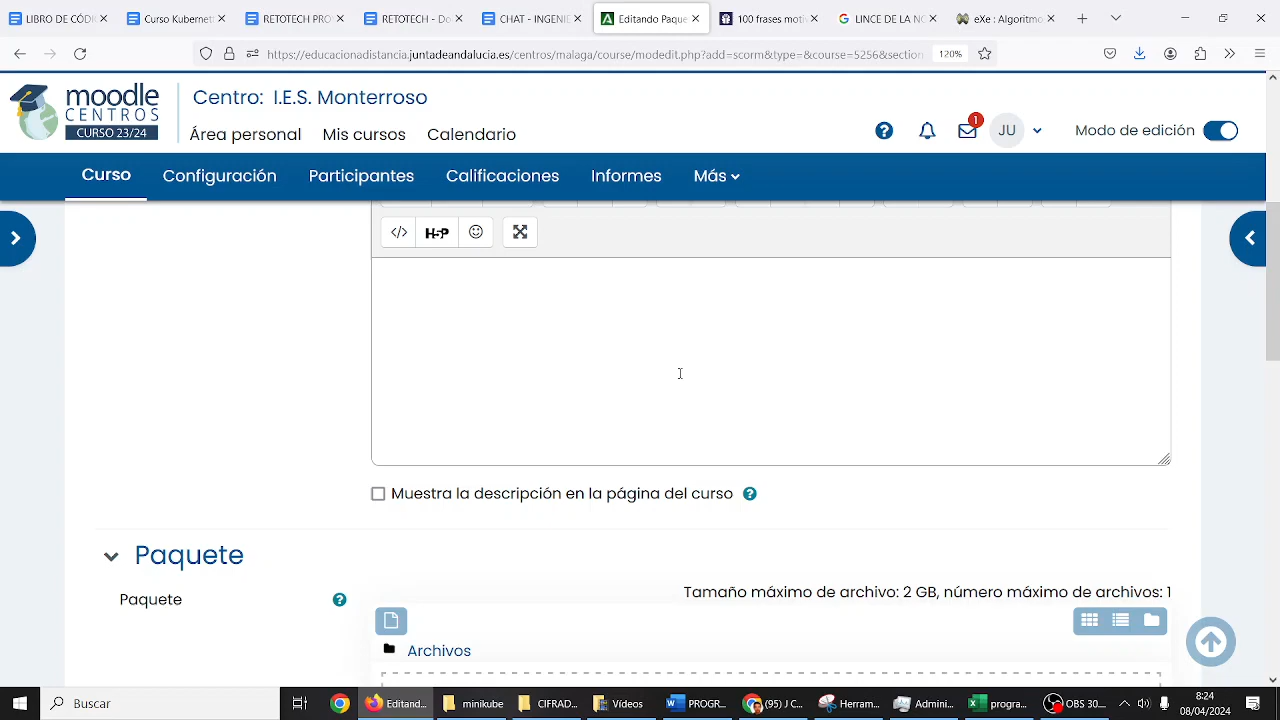 LIBRO DE CÓDI
Curso Kubernet
RETOTECH PRO
RETOTECH - DO
CHAT - INGENI
Editando Paque
100 frases mo
LINCE DE LA NO
eXe : Algoritm
https://educacionadistancia.juntadeandalucia.es/centros/malaga/course/modedit.php?add=scorm&type=&course=5256&section
120%
moodle
CENTROS
CURSO 23/24
Centro: I.E.S. Monterroso
Área personal
Mis cursos
Calendario
1
JU
Modo de edición
Curso
Configuración
Participantes
Calificaciones
Informes
Más
</>
H-P
Muestra la descripción en la página del curso
Paquete
Tamaño máximo de archivo: 2 GB, número máximo de archivos: 1
Paquete
Archivos
Buscar
Editand...
minikube
CIFRAD...
Videos
PROGR...
(95) J C...
Herram...
Admini...
progra...
OBS 30...
8:24
08/04/2024